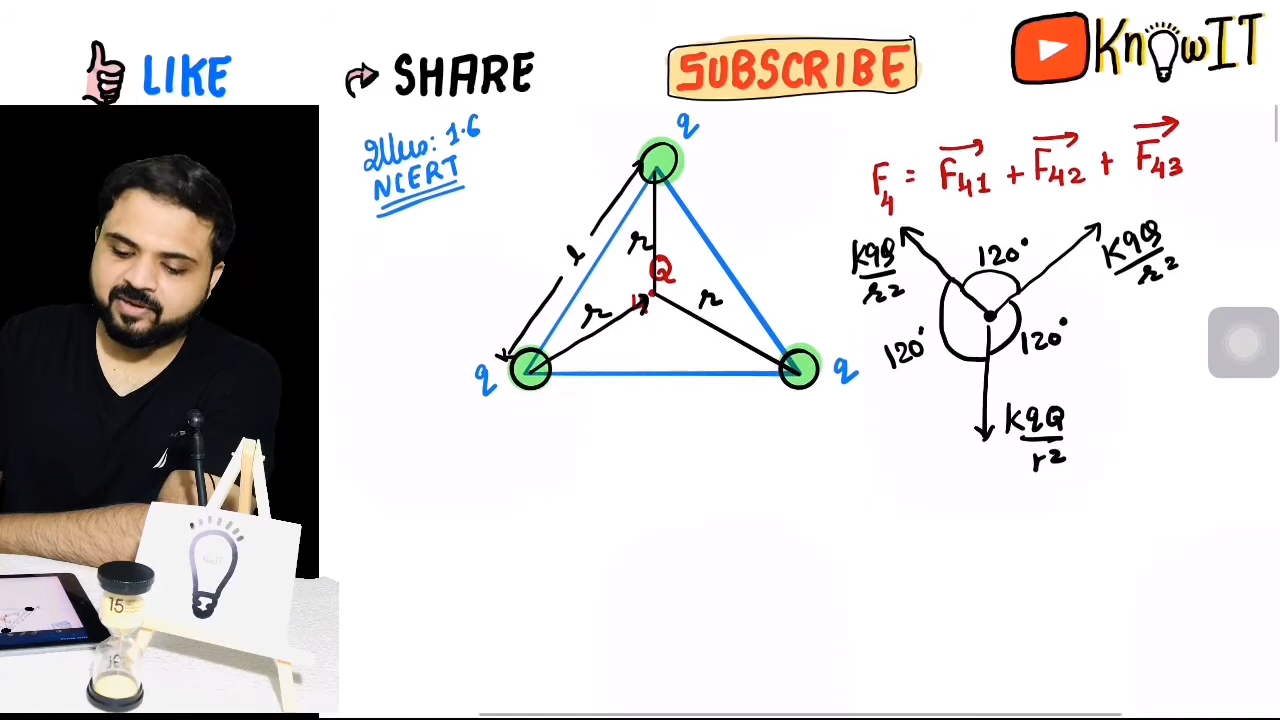 LIKE
SHARE
SUBSCRIBE
KnowIT
Illus: 1.6
NCERT
q
l
r
Q
4
r
r
q
q
F4 = F41 + F42 + F43
KqQ
r2
120°
KqQ
r2
120°
120°
KqQ
r2
15